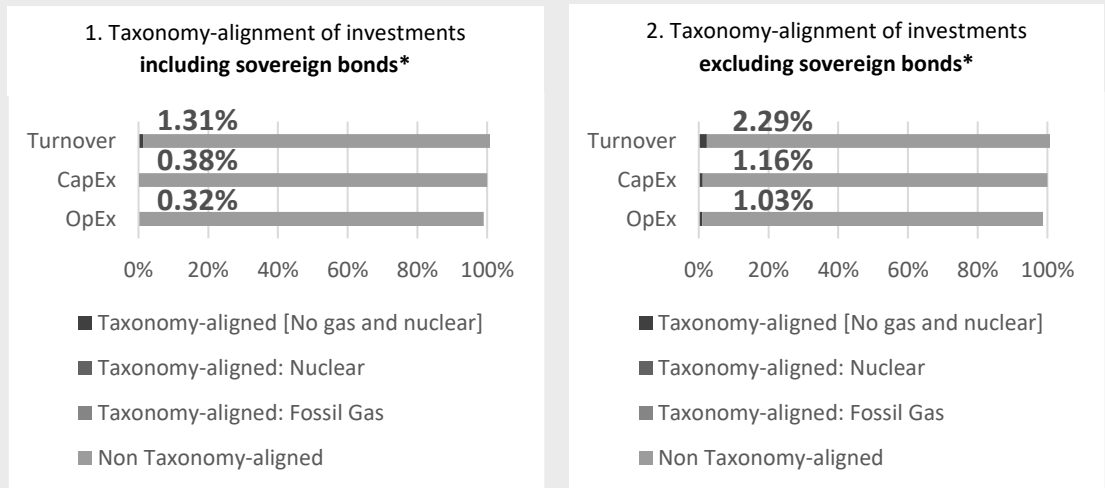 1. Taxonomy-alignment of investments
including sovereign bonds*
1.31%
Turnover
0.38%
CapEx
0.32%
OpEx
0% 20% 40% 60% 80% 100%
Taxonomy-aligned [No gas and nuclear]
Taxonomy-aligned: Nuclear
Taxonomy-aligned: Fossil Gas
Non Taxonomy-aligned
2. Taxonomy-alignment of investments
excluding sovereign bonds*
2.29%
Turnover
1.16%
CapEx
1.03%
OpEx
0% 20% 40% 60% 80% 100%
Taxonomy-aligned [No gas and nuclear]
Taxonomy-aligned: Nuclear
Taxonomy-aligned: Fossil Gas
Non Taxonomy-aligned